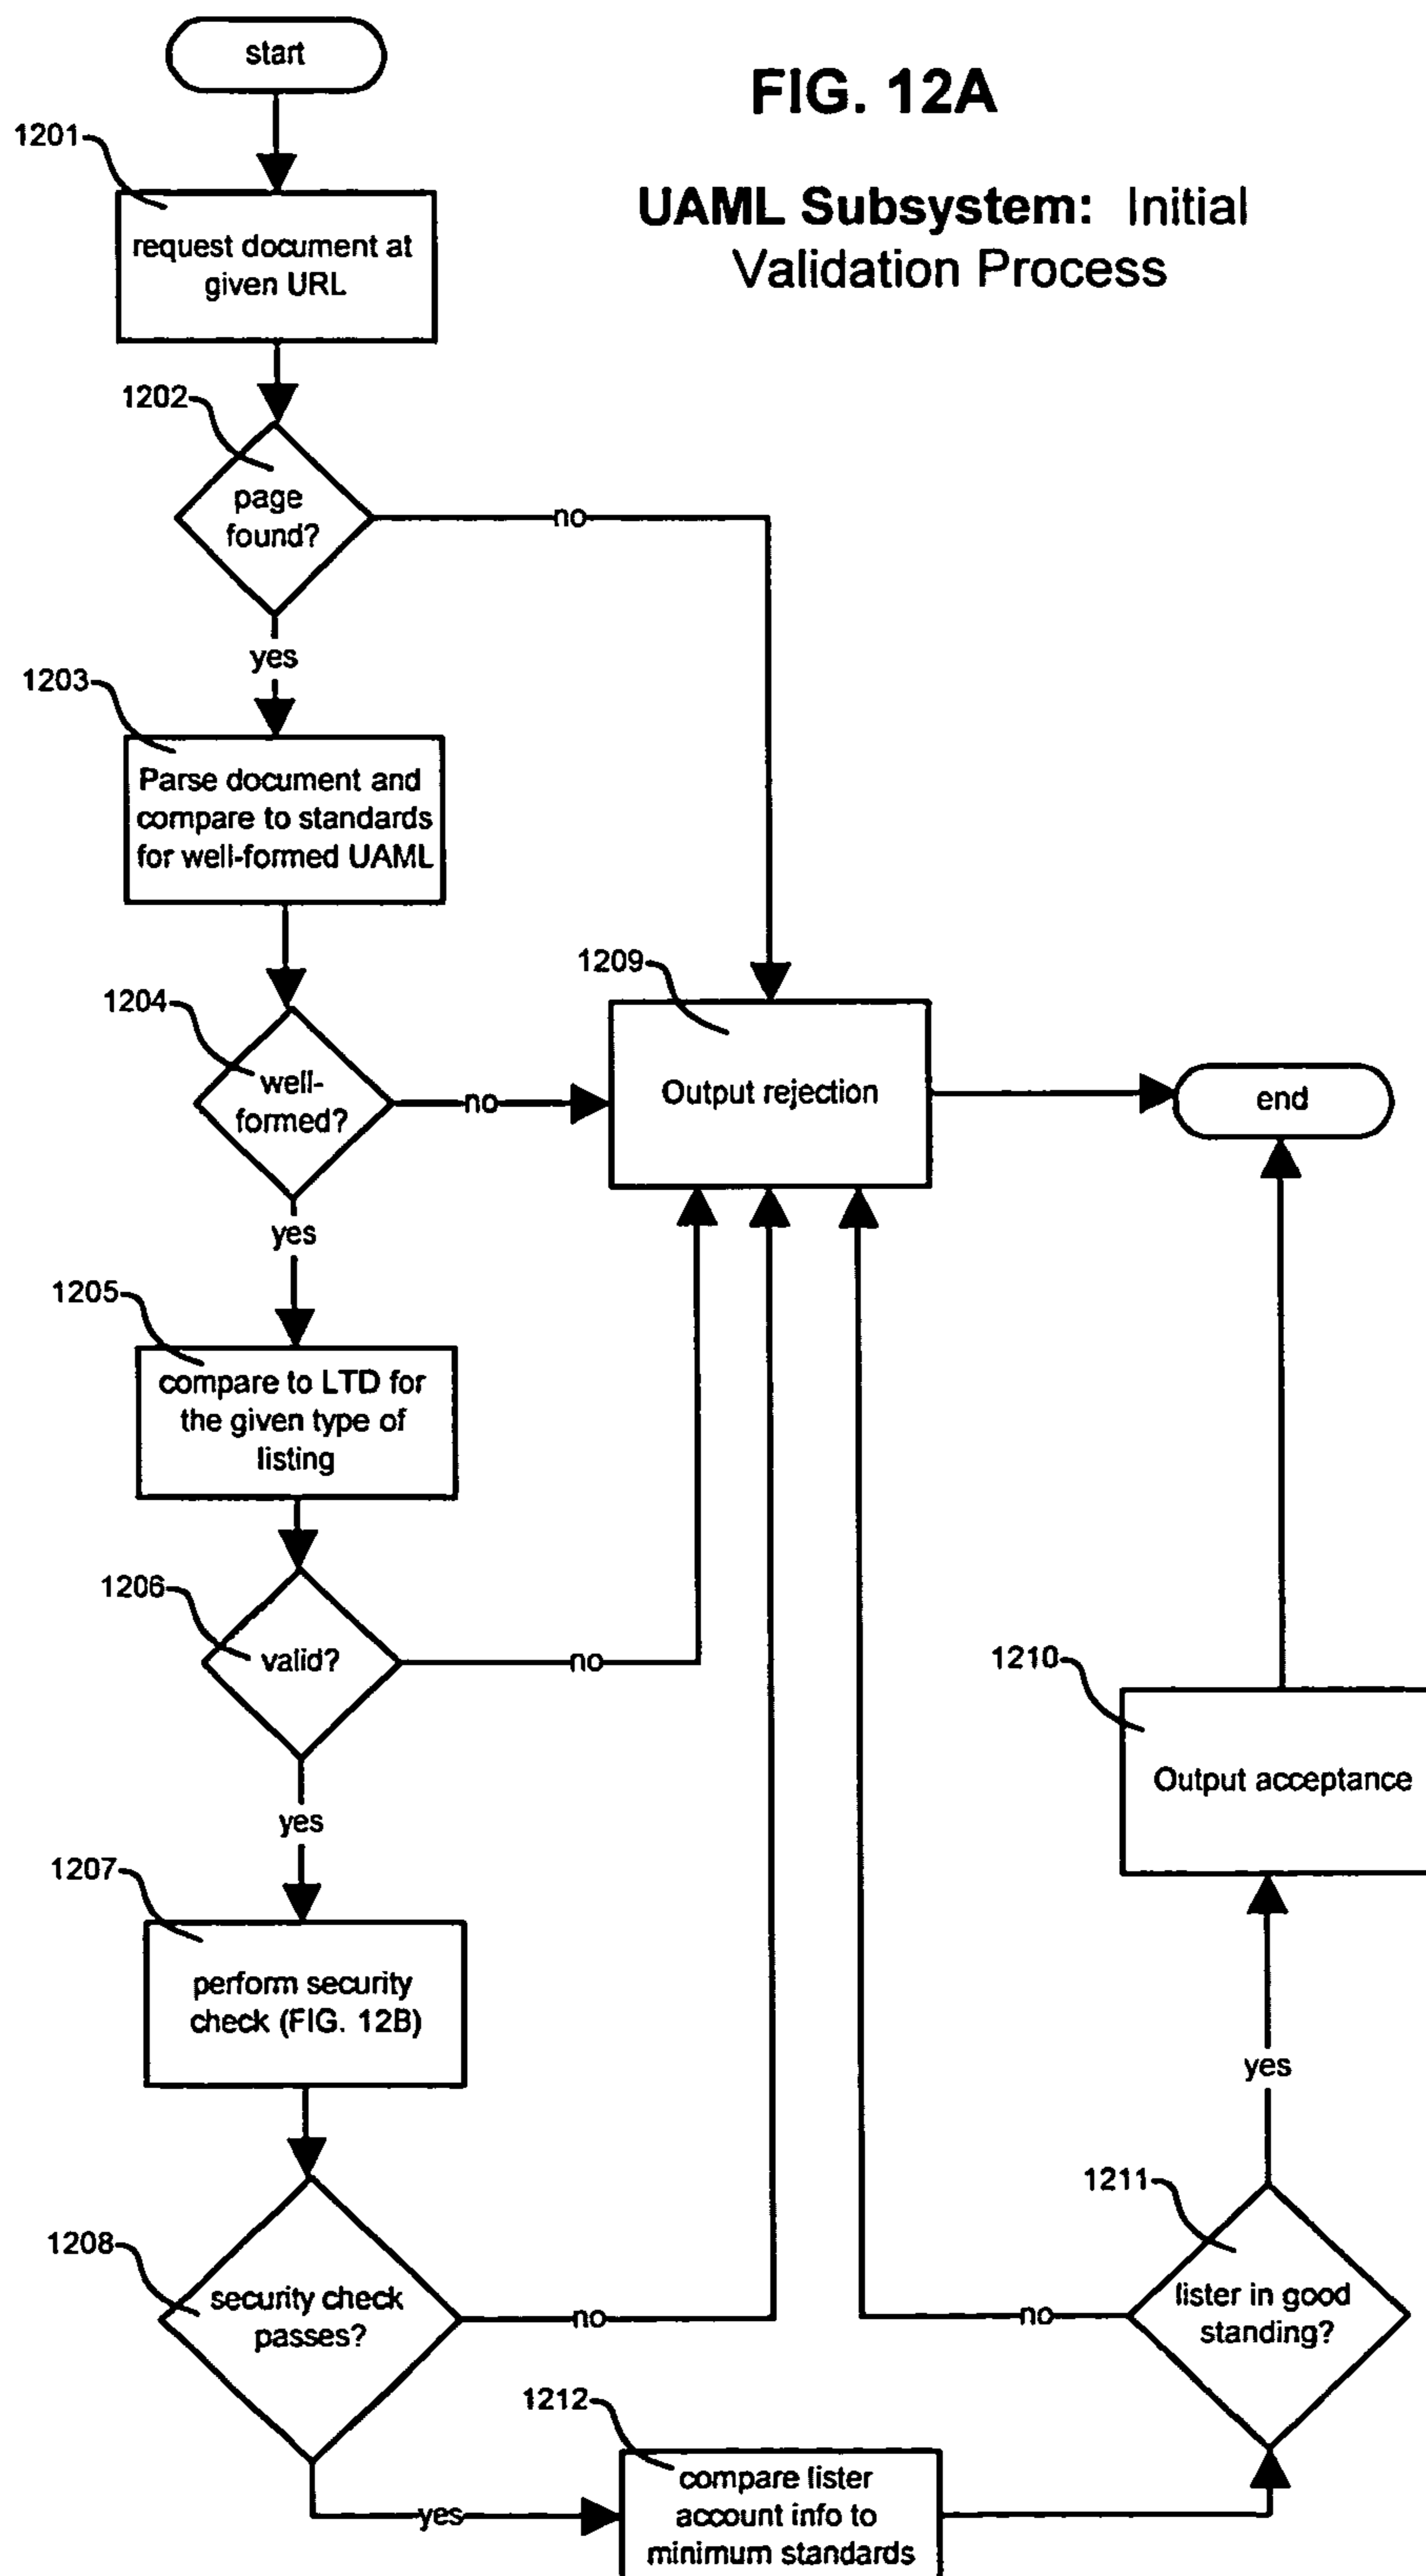 start
FIG. 12A
UAML Subsystem: Initial
Validation Process
1201
request document at
given URL
1202
page
found?
no
yes
1203
Parse document and
compare to standards
for well-formed UAML
1209
Output rejection
1204
well-
formed?
no
end
yes
1205
compare to LTD for
the given type of
listing
1206
valid?
no
1210
Output acceptance
yes
1207
perform security
check (FIG. 12B)
yes
1208
security check
passes?
no
1211
lister in good
standing?
no
yes
1212
compare lister
account info to
minimum standards